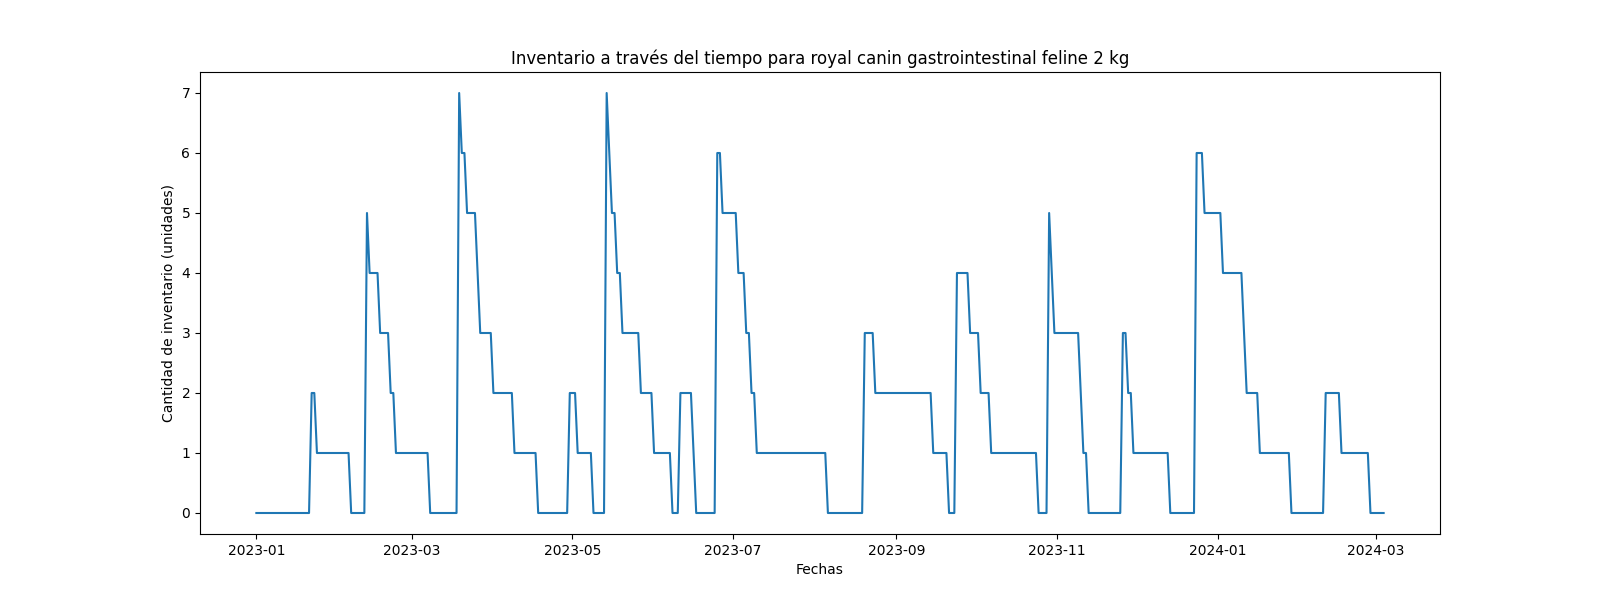 Inventario a través del tiempo para royal canin gastrointestinal feline 2 kg
Cantidad de inventario (unidades)
7
6
5
4
3
2
1
0
2023-01 2023-03 2023-05 2023-07 2023-09 2023-11 2024-01 2024-03
Fechas